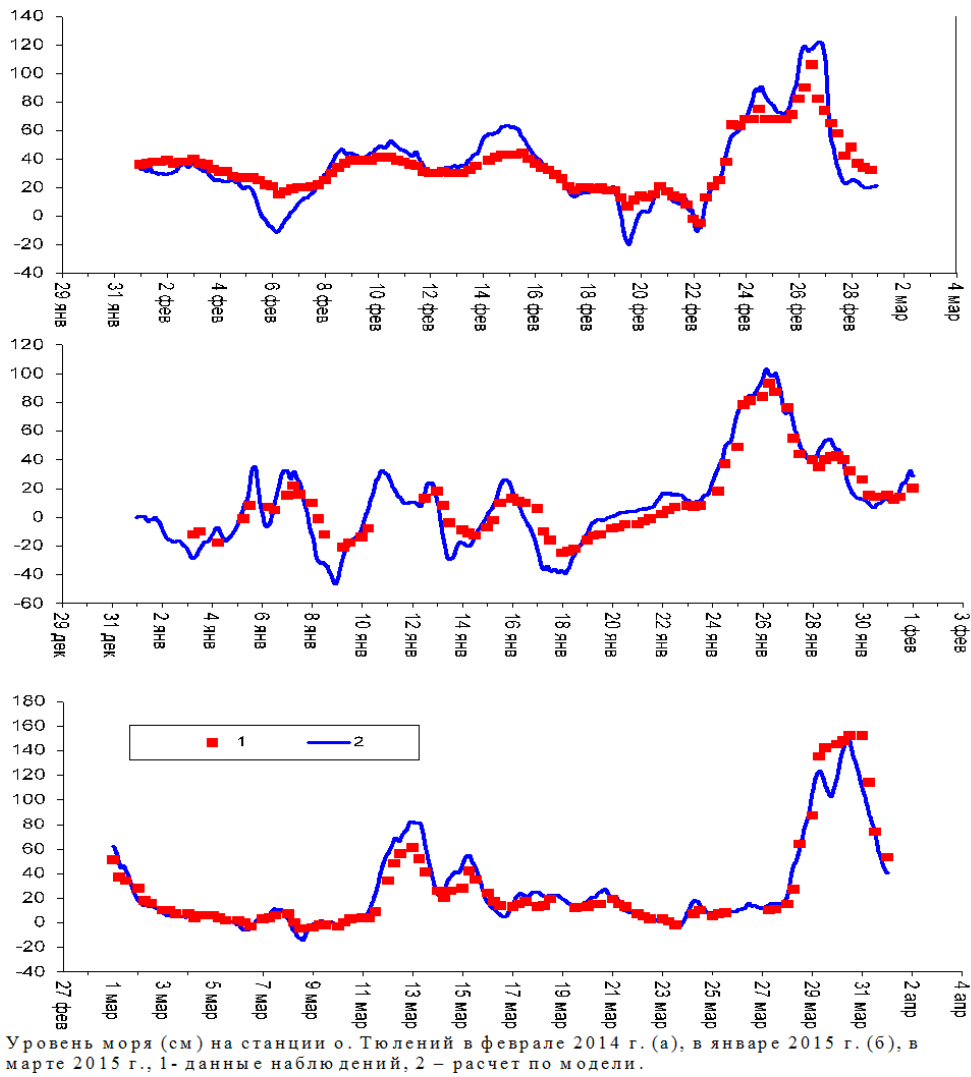 140
120
100
80
60
40
20
0
-20
-40
29 янв
31 янв
2 фев
4 фев
6 фев
8 фев
10 фев
12 фев
14 фев
16 фев
18 фев
20 фев
22 фев
24 фев
26 фев
28 фев
2 мар
4 мар
120
100
80
60
40
20
0
-20
-40
-60
29 дек
31 дек
2 янв
4 янв
6 янв
8 янв
10 янв
12 янв
14 янв
16 янв
18 янв
20 янв
22 янв
24 янв
26 янв
28 янв
30 янв
1 фев
3 фев
180
160
140
120
100
80
60
40
20
0
-20
-40
1 2
27 фев
1 мар
3 мар
5 мар
7 мар
9 мар
11 мар
13 мар
15 мар
17 мар
19 мар
21 мар
23 мар
25 мар
27 мар
29 мар
31 мар
2 апр
4 апр
Уровень моря (см) на станции о. Тюлений в феврале 2014 г. (а), в январе 2015 г. (б), в
марте 2015 г., 1- данные наблюдений, 2 – расчет по модели.